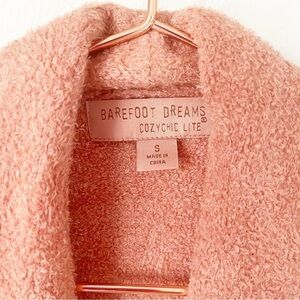 BAREFOOT DREAMS®
COZYCHIC LITE
S
MADE IN
CHINA